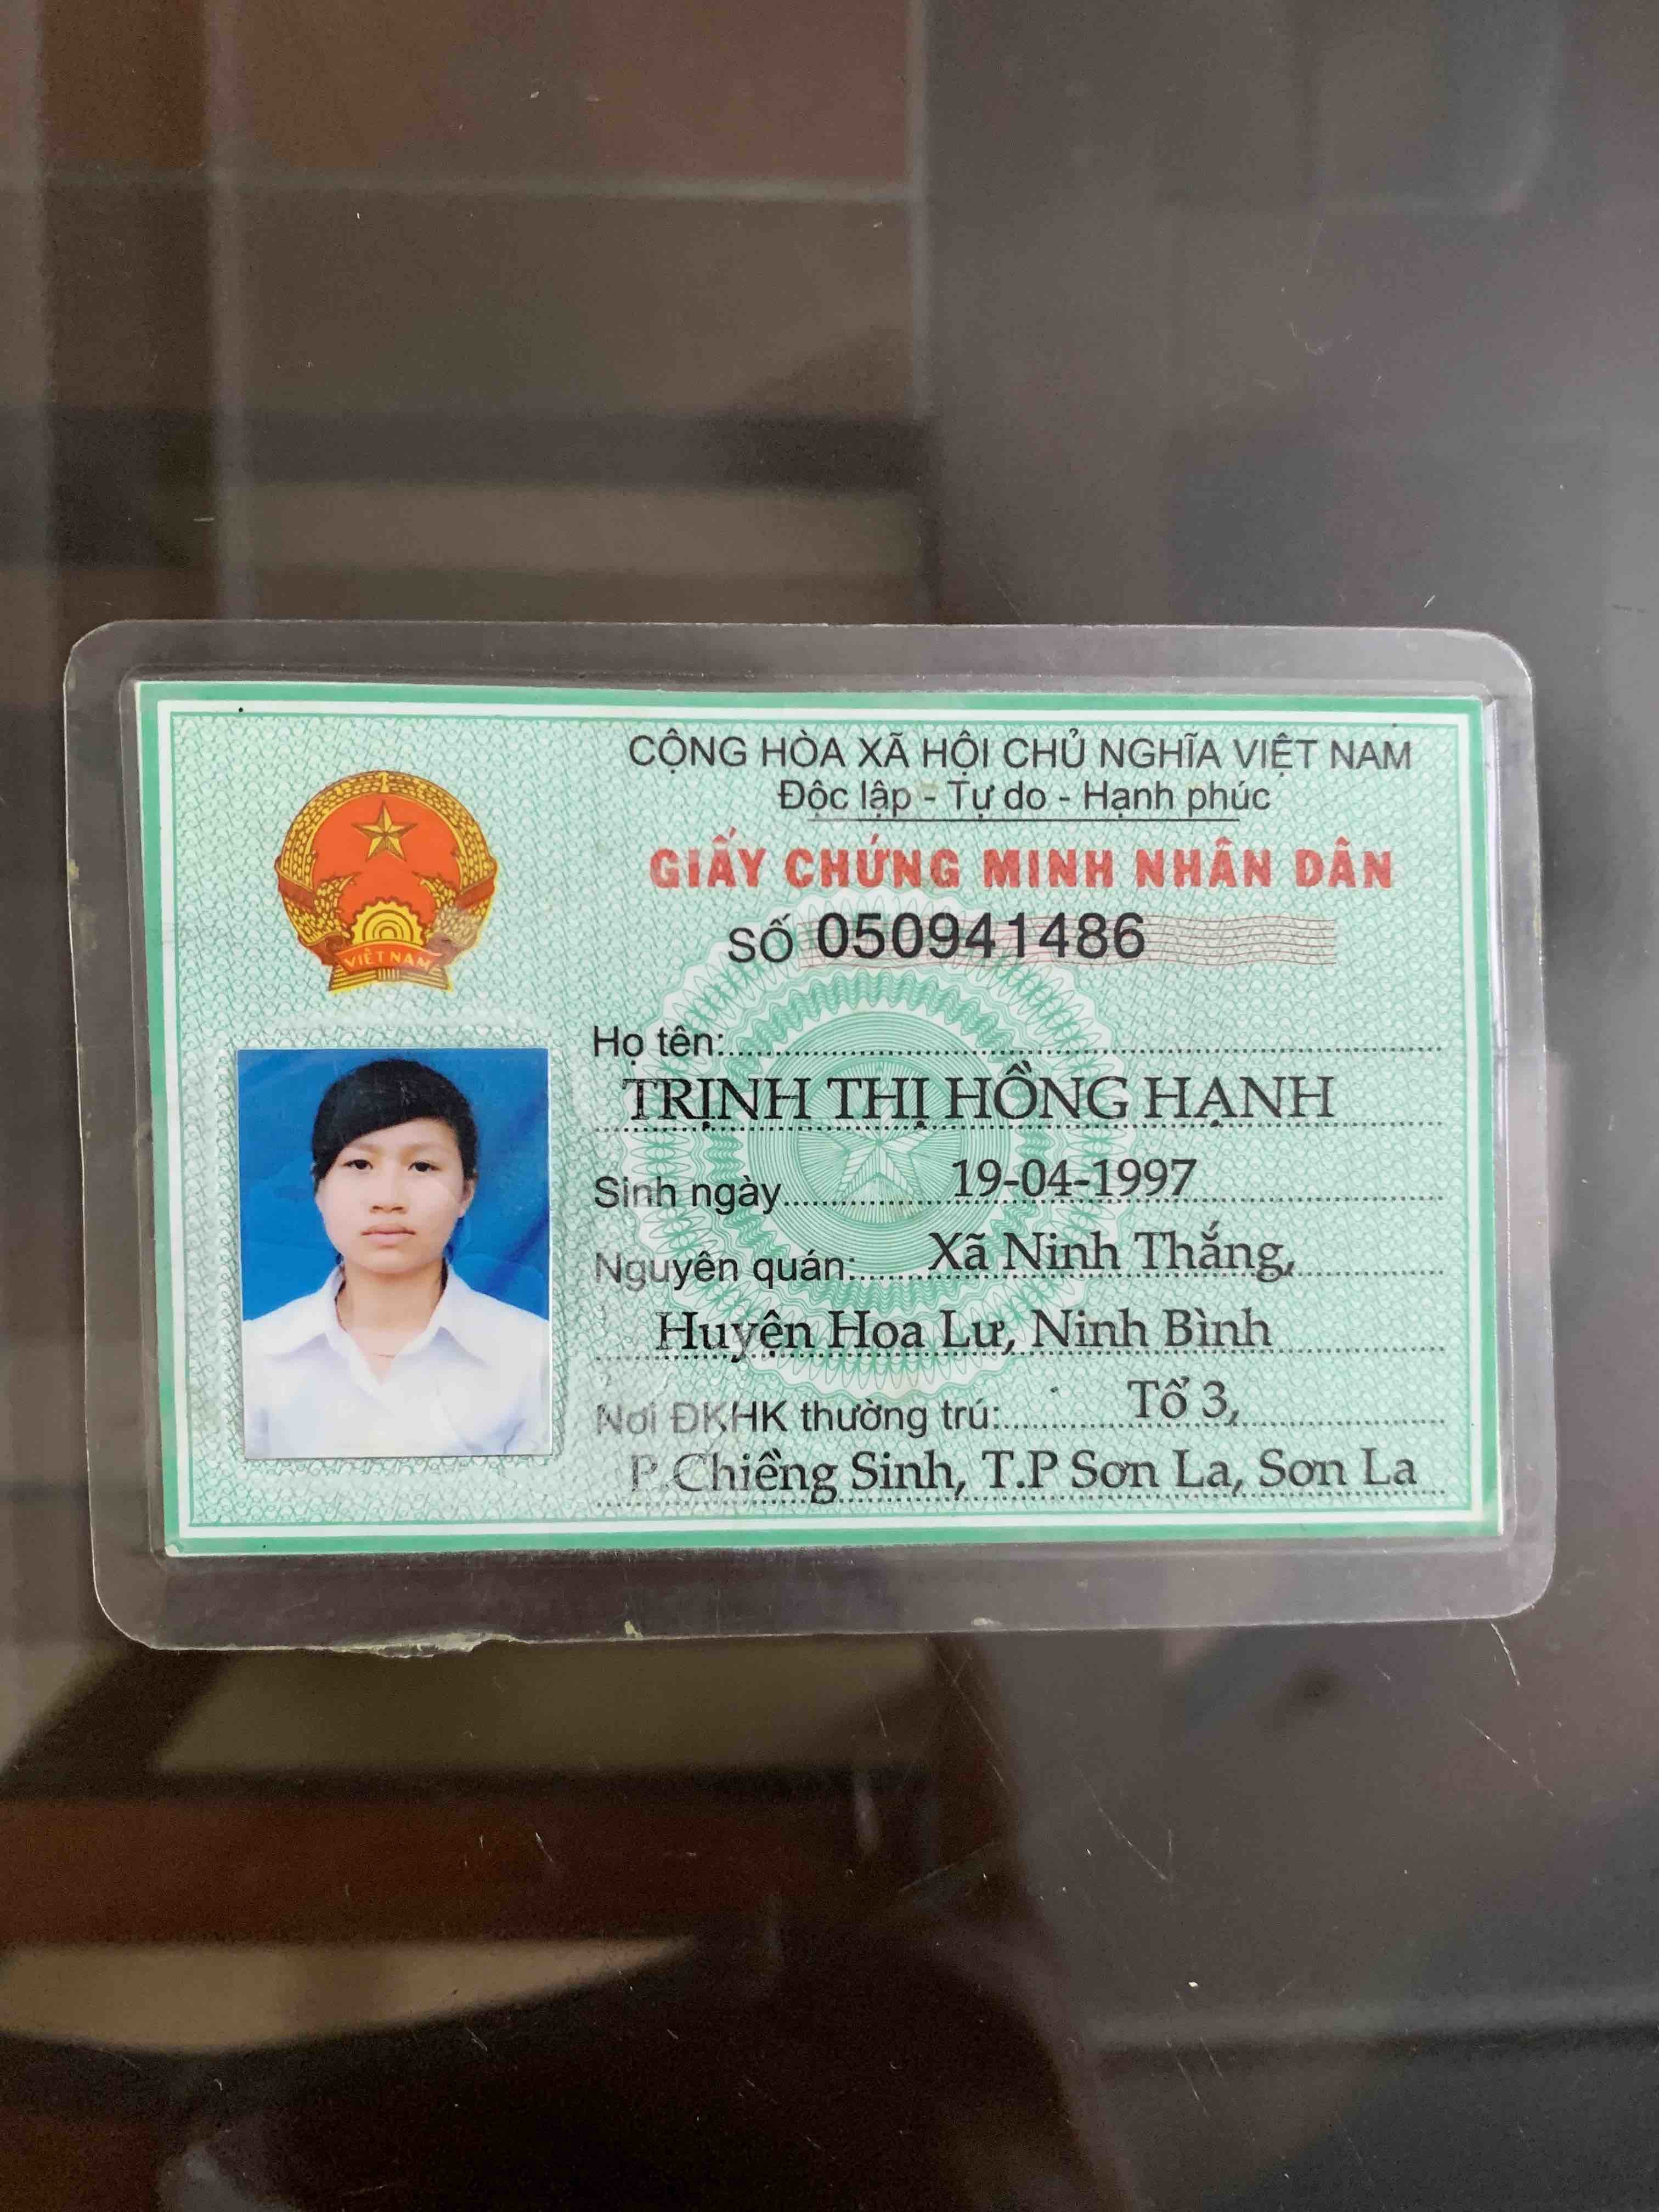 CỘNG HÒA XÃ HỘI CHỦ NGHĨA VIỆT NAM
Độc lập - Tự do - Hạnh phúc
GIẤY CHỨNG MINH NHÂN DÂN
SỐ 050941486
VIỆT NAM
Họ tên:
TRỊNH THỊ HỒNG HẠNH
Sinh ngày 19-04-1997
Nguyên quán: Xã Ninh Thắng,
Huyện Hoa Lư, Ninh Bình
Nơi ĐKHK thường trú: Tổ 3,
P.Chiềng Sinh, T.P Sơn La, Sơn La